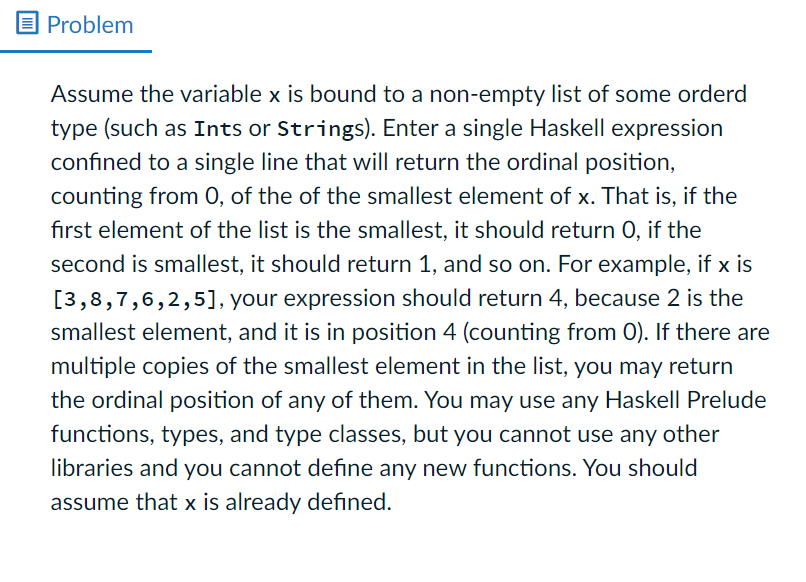 Problem
Assume the variable x is bound to a non-empty list of some orderd
type (such as Ints or Strings). Enter a single Haskell expression
confined to a single line that will return the ordinal position,
counting from 0, of the of the smallest element of x. That is, if the
first element of the list is the smallest, it should return 0, if the
second is smallest, it should return 1, and so on. For example, if x is
[3,8,7,6,2,5], your expression should return 4, because 2 is the
smallest element, and it is in position 4 (counting from 0). If there are
multiple copies of the smallest element in the list, you may return
the ordinal position of any of them. You may use any Haskell Prelude
functions, types, and type classes, but you cannot use any other
libraries and you cannot define any new functions. You should
assume that x is already defined.